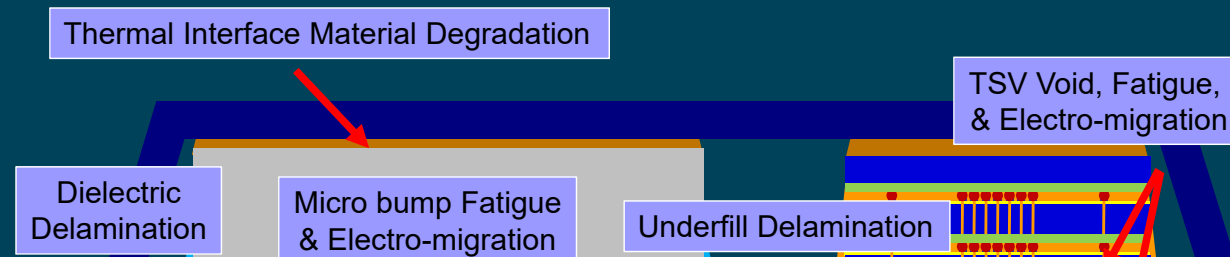 Thermal Interface Material Degradation
TSV Void, Fatigue,
& Electro-migration
Dielectric
Delamination
Micro bump Fatigue
& Electro-migration
Underfill Delamination